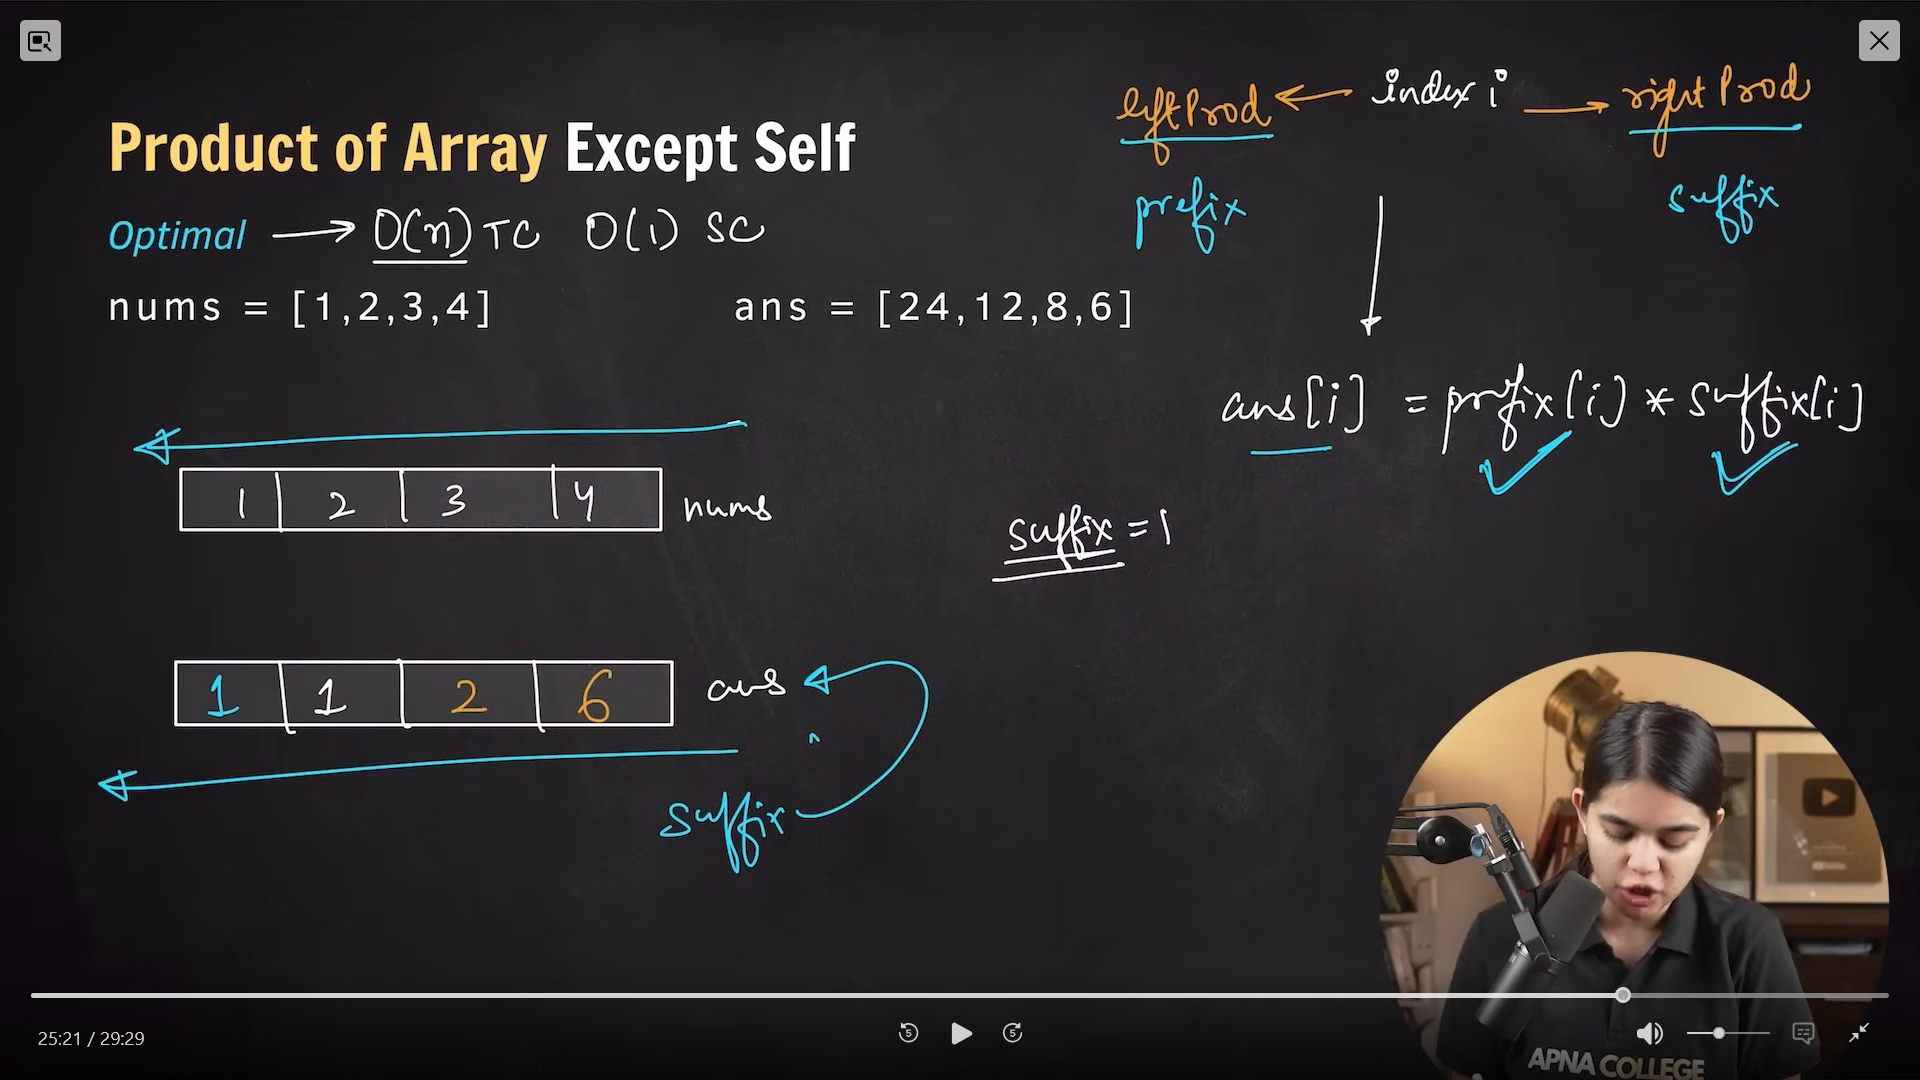 leftProd ← index i → rightProd
Product of Array Except Self
prefix
suffix
Optimal → O(n) TC O(1) SC
nums = [1,2,3,4]
ans = [24,12,8,6]
ans[i] = prefix[i] * suffix[i]
1 2 3 4 nums
suffix = 1
1 1 2 6 ans
suffix
25:21 / 29:29
5
5
APNA COLLEGE